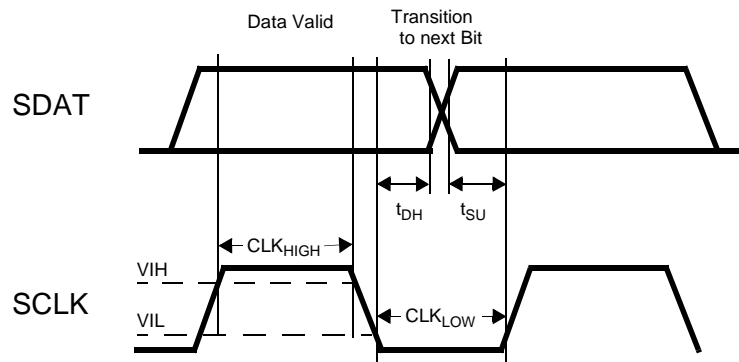 Data Valid
Transition
to next Bit
SDAT
tDH
tSU
CLKHIGH
VIH
SCLK
VIL
CLKLOW